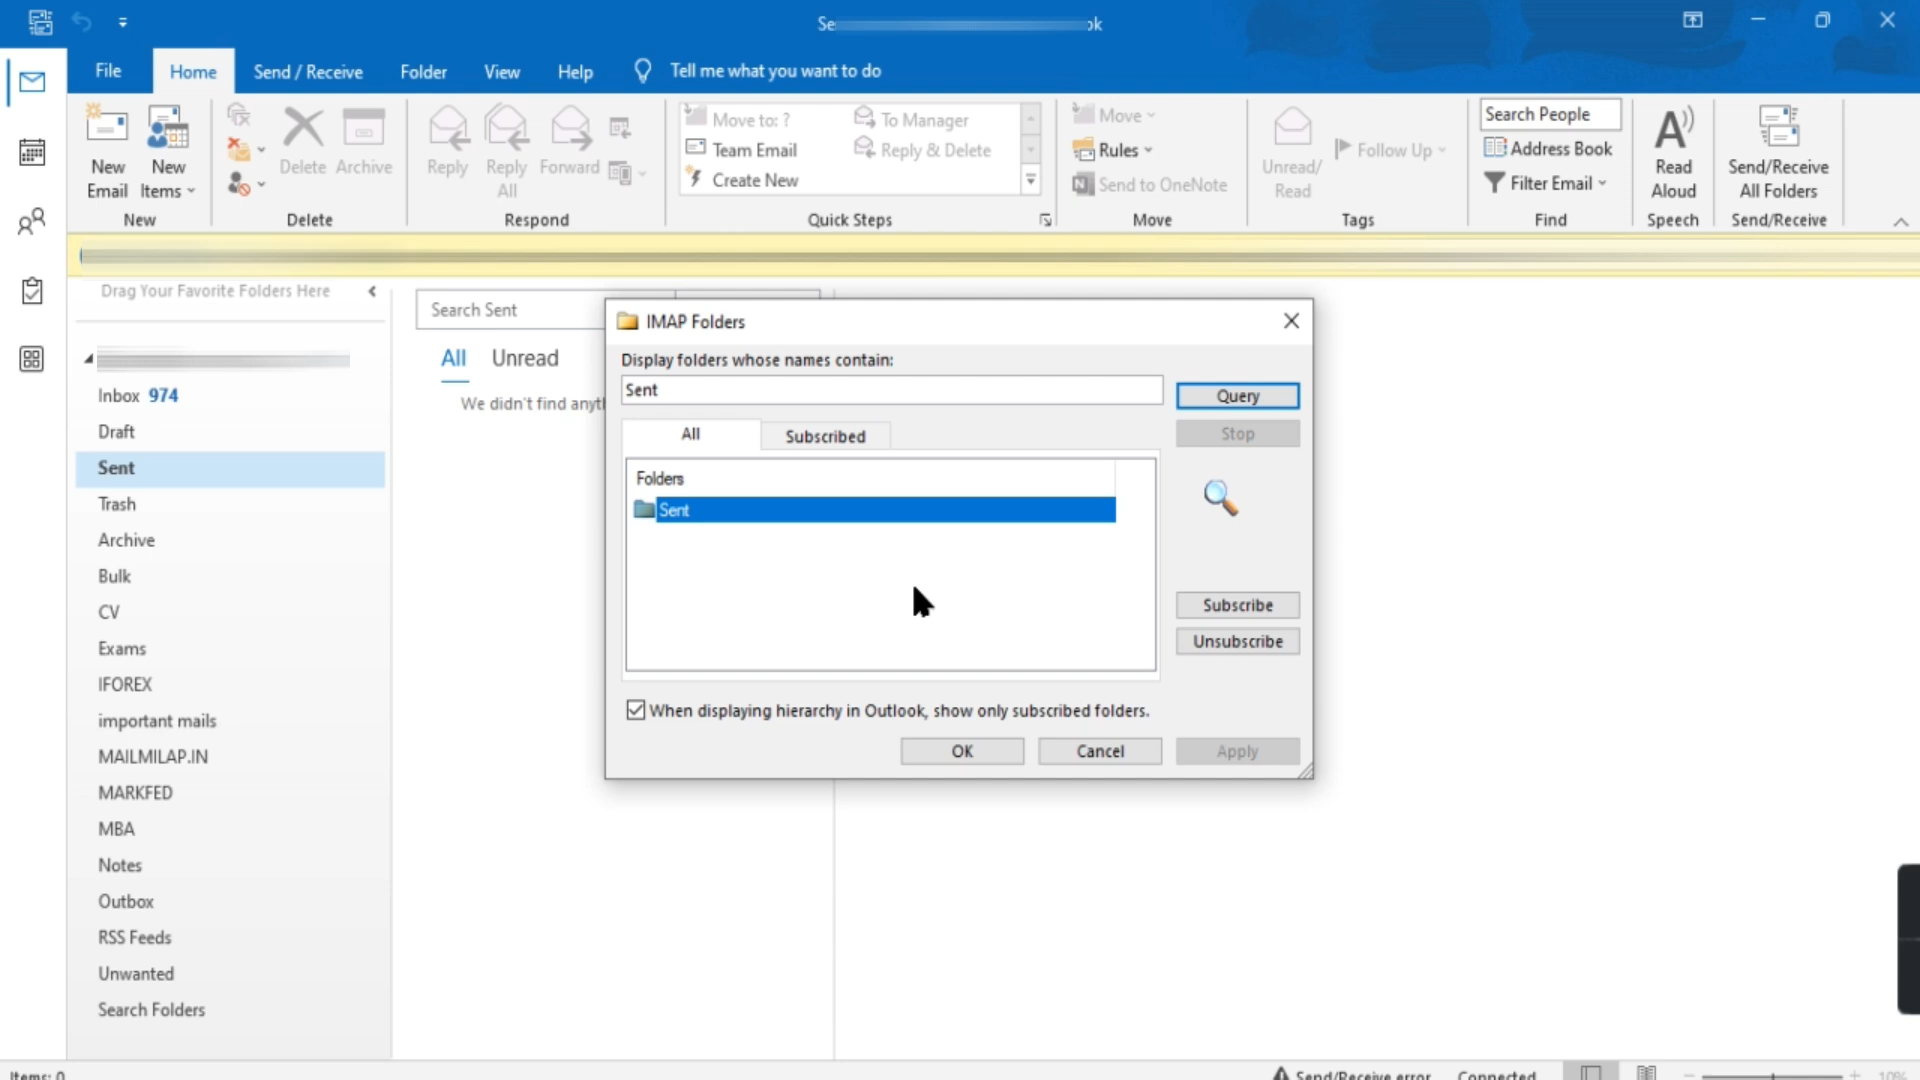 Se
ok
File
Home
Send / Receive
Folder
View
Help
Tell me what you want to do
New Email
New Items
New
Delete
Archive
Delete
Reply
Reply All
Forward
Respond
Move to: ?
Team Email
Create New
To Manager
Reply & Delete
Quick Steps
Move
Rules
Send to OneNote
Move
Unread/ Read
Follow Up
Tags
Search People
Address Book
Filter Email
Find
Read Aloud
Speech
Send/Receive All Folders
Send/Receive
Drag Your Favorite Folders Here
Inbox 974
Draft
Sent
Trash
Archive
Bulk
CV
Exams
IFOREX
important mails
MAILMILAP.IN
MARKFED
MBA
Notes
Outbox
RSS Feeds
Unwanted
Search Folders
Search Sent
All Unread
We didn't find anyt
IMAP Folders
Display folders whose names contain:
Sent
Query
Stop
All
Subscribed
Folders
Sent
Subscribe
Unsubscribe
When displaying hierarchy in Outlook, show only subscribed folders.
OK
Cancel
Apply
Items: 0
Send/Receive error
Connected
10%